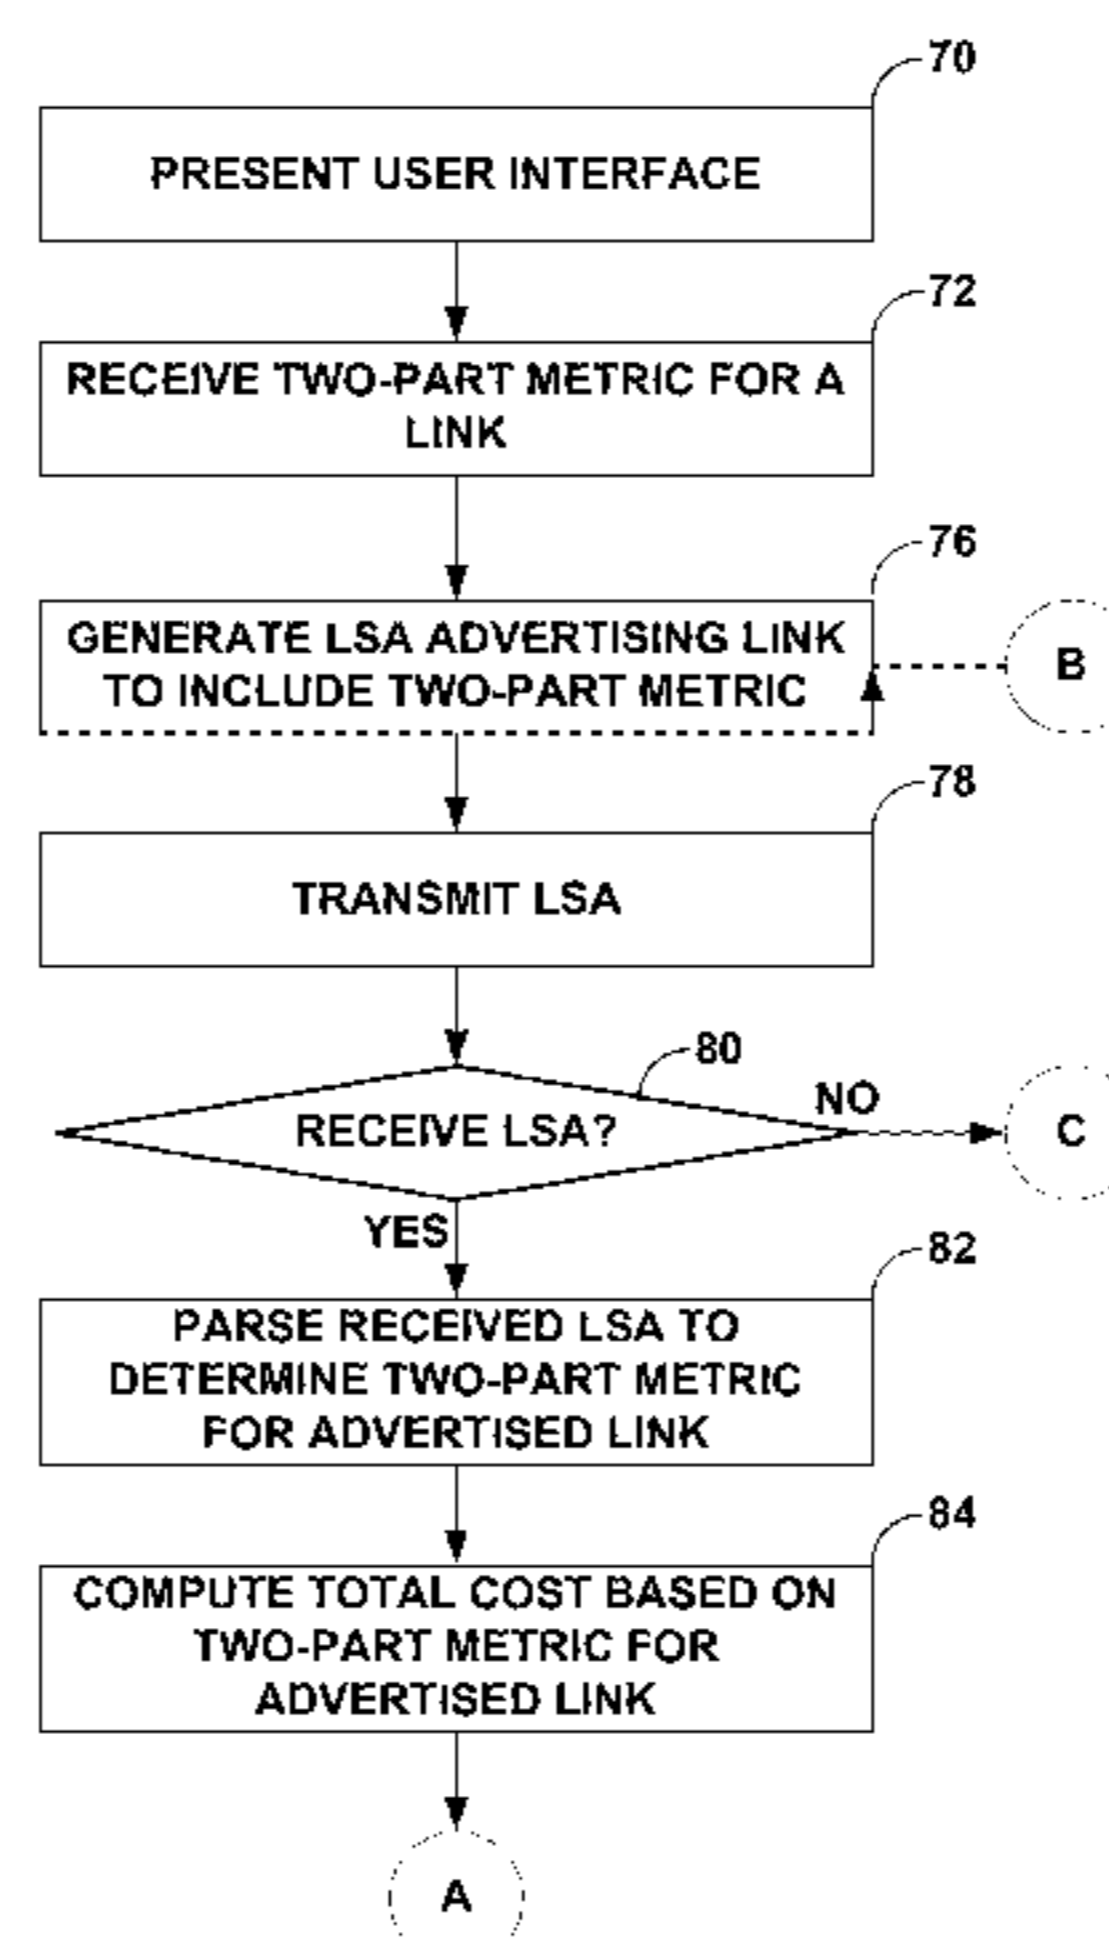 70
PRESENT USER INTERFACE
72
RECEIVE TWO-PART METRIC FOR A
LINK
76
GENERATE LSA ADVERTISING LINK
TO INCLUDE TWO-PART METRIC
B
78
TRANSMIT LSA
80
RECEIVE LSA?
NO
C
YES
82
PARSE RECEIVED LSA TO
DETERMINE TWO-PART METRIC
FOR ADVERTISED LINK
84
COMPUTE TOTAL COST BASED ON
TWO-PART METRIC FOR
ADVERTISED LINK
A